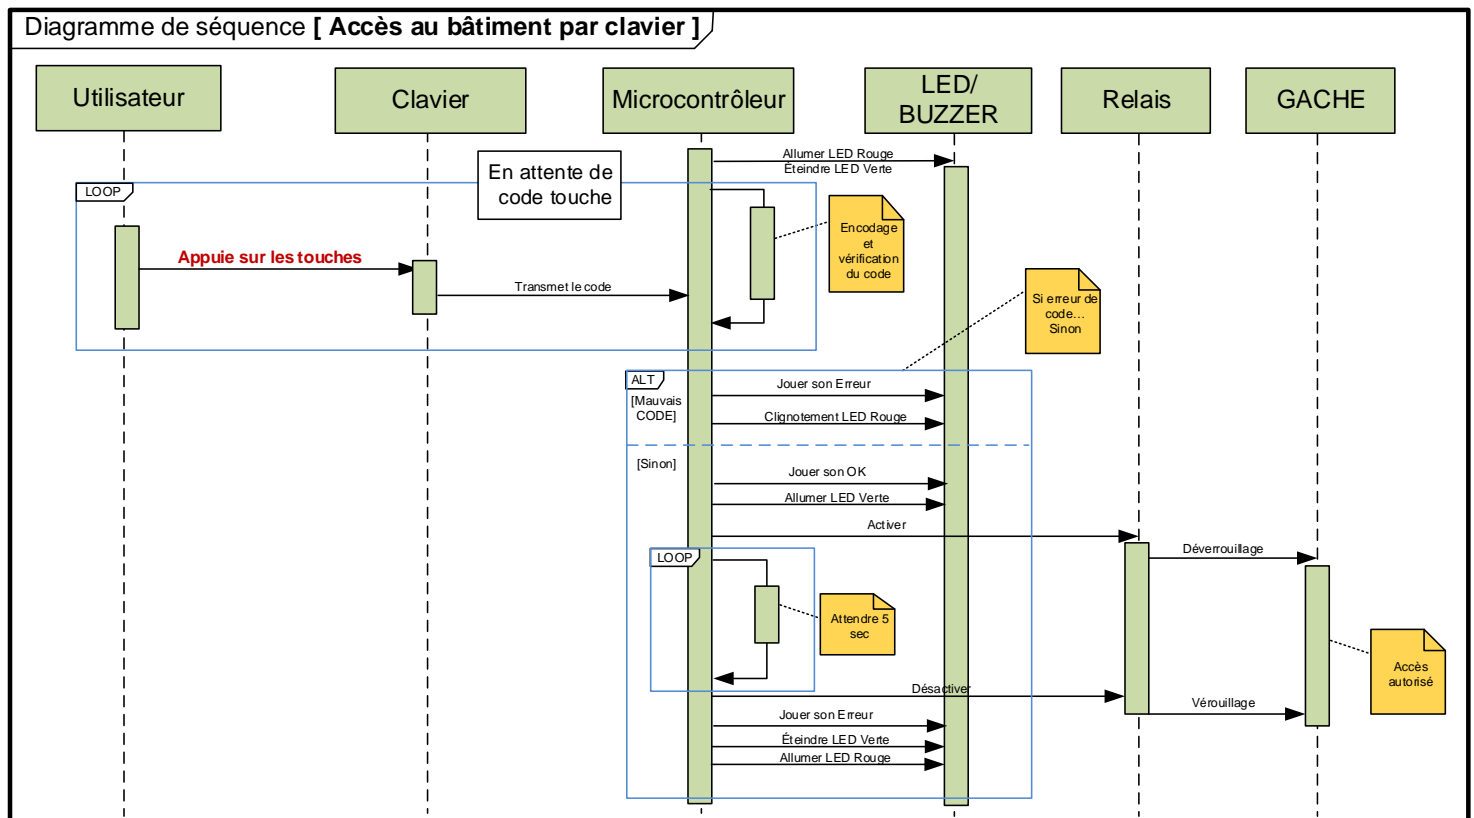 Diagramme de séquence [ Accès au bâtiment par clavier ]
Utilisateur
Clavier
Microcontrôleur
LED/
BUZZER
Relais
GACHE
Allumer LED Rouge
Éteindre LED Verte
En attente de
code touche
LOOP
Encodage
et
vérification
du code
Appuie sur les touches
Transmet le code
Si erreur de
code...
Sinon
ALT
[Mauvais
CODE]
Jouer son Erreur
Clignotement LED Rouge
[Sinon]
Jouer son OK
Allumer LED Verte
Activer
Déverrouillage
LOOP
Attendre 5
sec
Accès
autorisé
Désactiver
Vérouillage
Jouer son Erreur
Éteindre LED Verte
Allumer LED Rouge